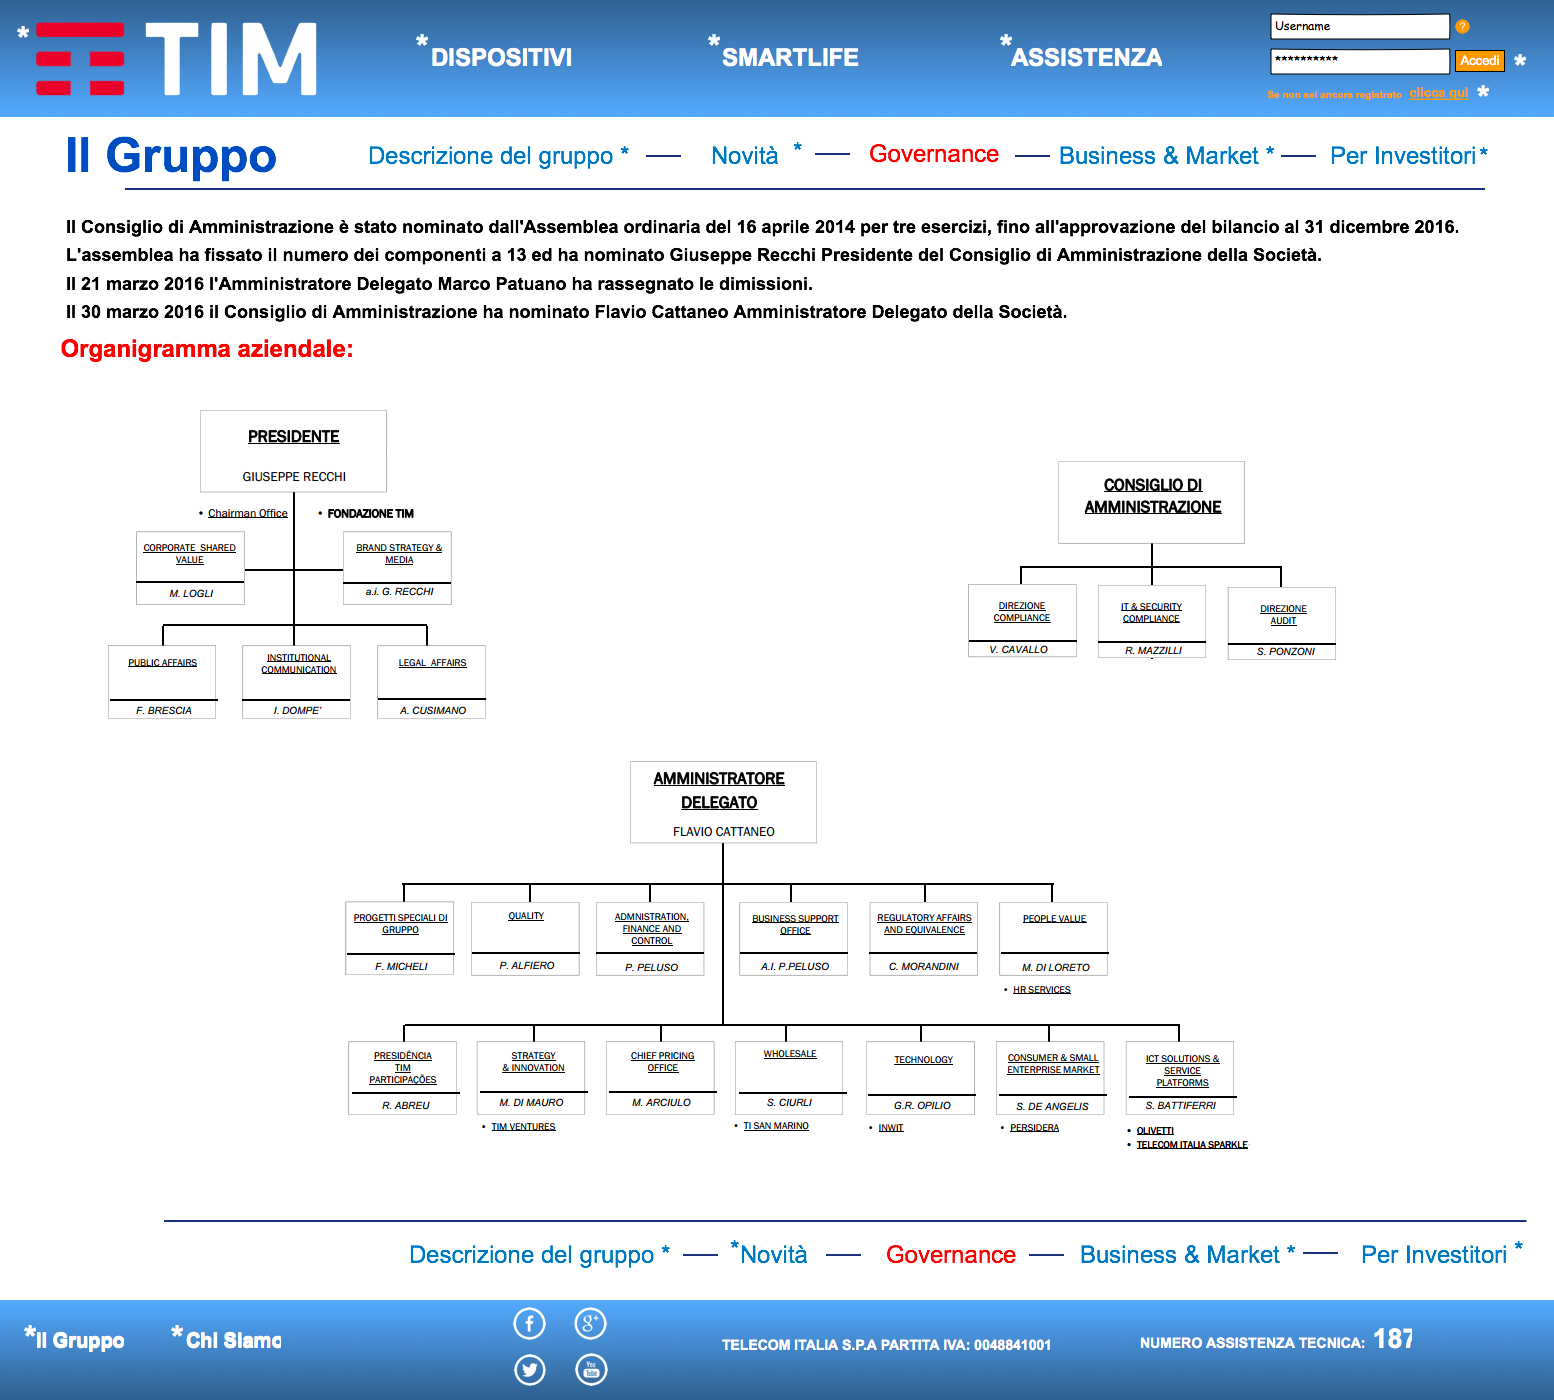 * TIM
*DISPOSITIVI
*SMARTLIFE
*ASSISTENZA
Username ?
********** Accedi *
Se non sei ancora registrato clicca qui *
Il Gruppo
Descrizione del gruppo * — Novità * — Governance — Business & Market * — Per Investitori *
Il Consiglio di Amministrazione è stato nominato dall'Assemblea ordinaria del 16 aprile 2014 per tre esercizi, fino all'approvazione del bilancio al 31 dicembre 2016.
L'assemblea ha fissato il numero dei componenti a 13 ed ha nominato Giuseppe Recchi Presidente del Consiglio di Amministrazione della Società.
Il 21 marzo 2016 l'Amministratore Delegato Marco Patuano ha rassegnato le dimissioni.
Il 30 marzo 2016 il Consiglio di Amministrazione ha nominato Flavio Cattaneo Amministratore Delegato della Società.
Organigramma aziendale:
PRESIDENTE
GIUSEPPE RECCHI
• Chairman Office
• FONDAZIONE TIM
CORPORATE SHARED
VALUE
M. LOGLI
BRAND STRATEGY &
MEDIA
a.i. G. RECCHI
PUBLIC AFFAIRS
F. BRESCIA
INSTITUTIONAL
COMMUNICATION
I. DOMPE'
LEGAL AFFAIRS
A. CUSIMANO
CONSIGLIO DI
AMMINISTRAZIONE
DIREZIONE
COMPLIANCE
V. CAVALLO
IT & SECURITY
COMPLIANCE
R. MAZZILLI
DIREZIONE
AUDIT
S. PONZONI
AMMINISTRATORE
DELEGATO
FLAVIO CATTANEO
PROGETTI SPECIALI DI
GRUPPO
F. MICHELI
QUALITY
P. ALFIERO
ADMNISTRATION,
FINANCE AND
CONTROL
P. PELUSO
BUSINESS SUPPORT
OFFICE
A.I. P.PELUSO
REGULATORY AFFAIRS
AND EQUIVALENCE
C. MORANDINI
PEOPLE VALUE
M. DI LORETO
• HR SERVICES
PRESIDÊNCIA
TIM
PARTICIPAÇÕES
R. ABREU
STRATEGY
& INNOVATION
M. DI MAURO
• TIM VENTURES
CHIEF PRICING
OFFICE
M. ARCIULO
WHOLESALE
S. CIURLI
• TI SAN MARINO
TECHNOLOGY
G.R. OPILIO
• INWIT
CONSUMER & SMALL
ENTERPRISE MARKET
S. DE ANGELIS
• PERSIDERA
ICT SOLUTIONS &
SERVICE
PLATFORMS
S. BATTIFERRI
• OLIVETTI
• TELECOM ITALIA SPARKLE
Descrizione del gruppo * — *Novità — Governance — Business & Market * — Per Investitori *
*Il Gruppo
*Chi Siamo
f g+
You Tube
TELECOM ITALIA S.P.A PARTITA IVA: 0048841001
NUMERO ASSISTENZA TECNICA: 187